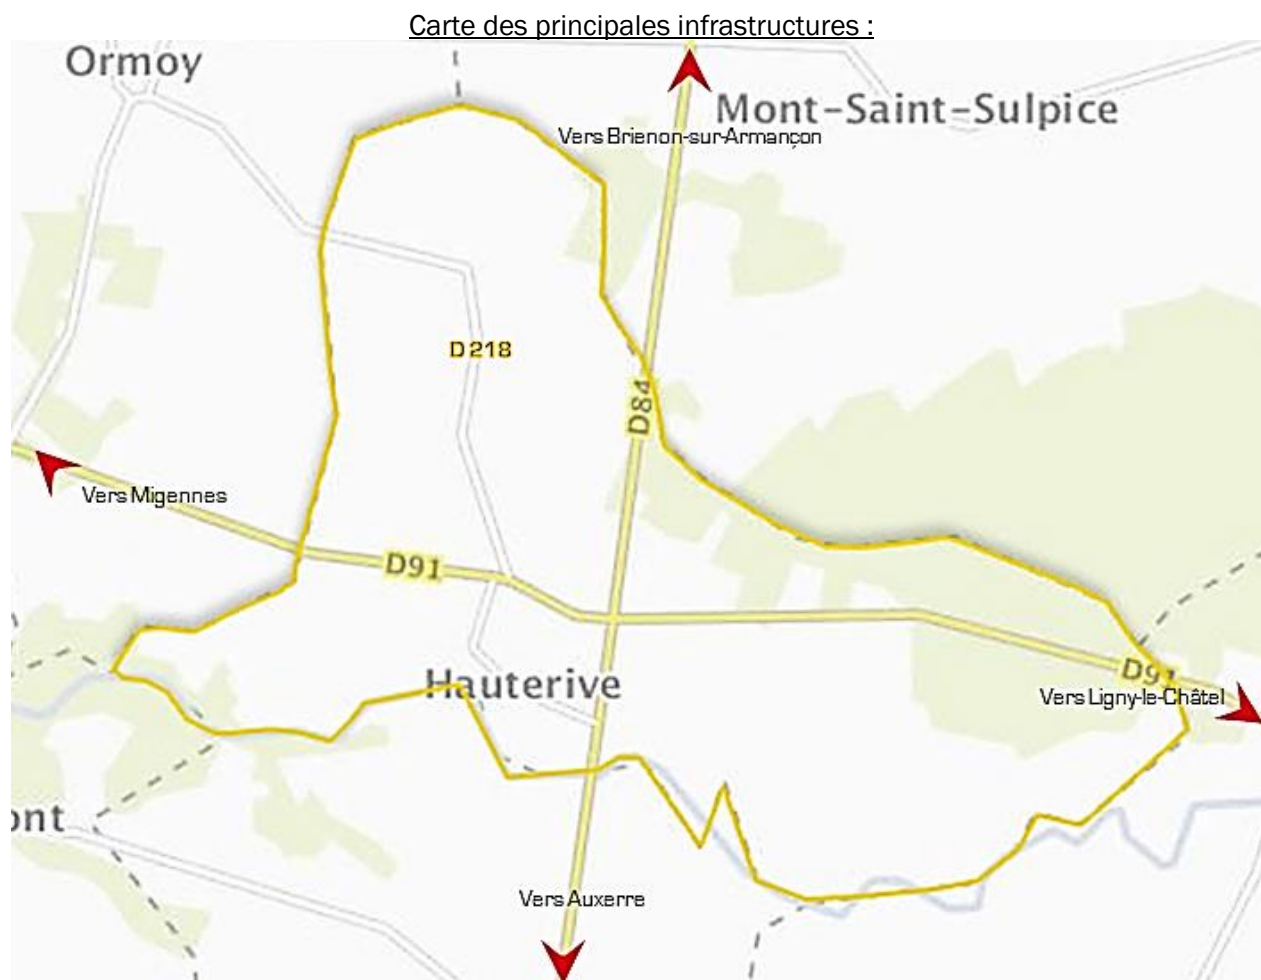 Carte des principales infrastructures :
Ormoy
Mont-Saint-Sulpice
Vers Brienon-sur-Armançon
D218
D84
Vers Migennes
D91
D91
Hauterive
Vers Ligny-le-Châtel
ont
Vers Auxerre